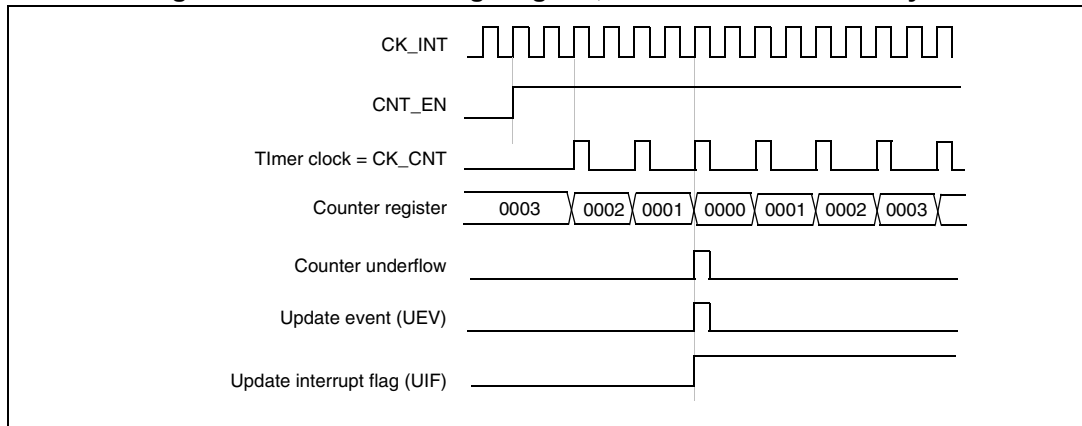 CK_INT
CNT_EN
TImer clock = CK_CNT
Counter register 0003 0002 0001 0000 0001 0002 0003
Counter underflow
Update event (UEV)
Update interrupt flag (UIF)